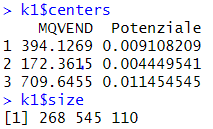 > k1$centers
MQVEND Potenziale
1 394.1269 0.009108209
2 172.3615 0.004449541
3 709.6455 0.011454545
> k1$size
[1] 268 545 110